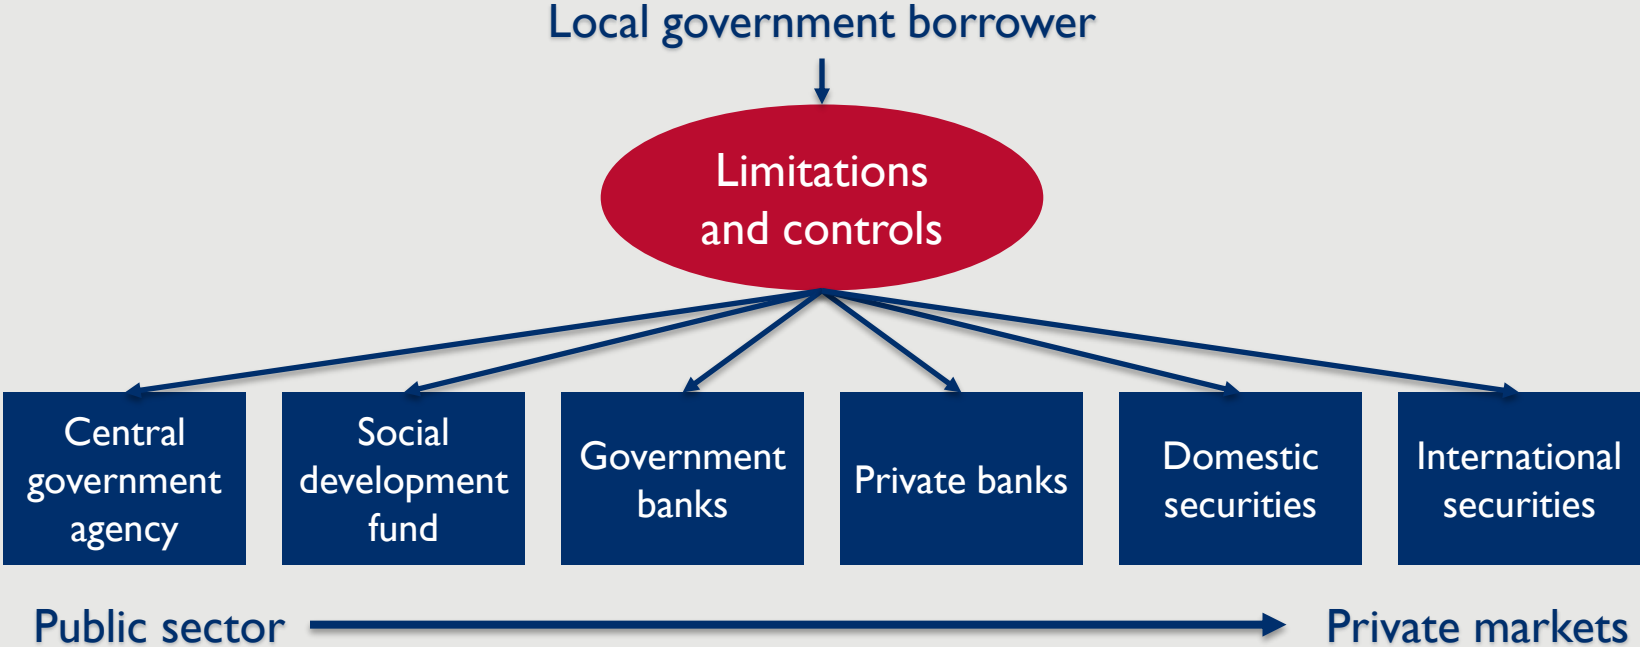 Local government borrower
Limitations
and controls
Central
government
agency
Social
development
fund
Government
banks
Private banks
Domestic
securities
International
securities
Public sector
Private markets